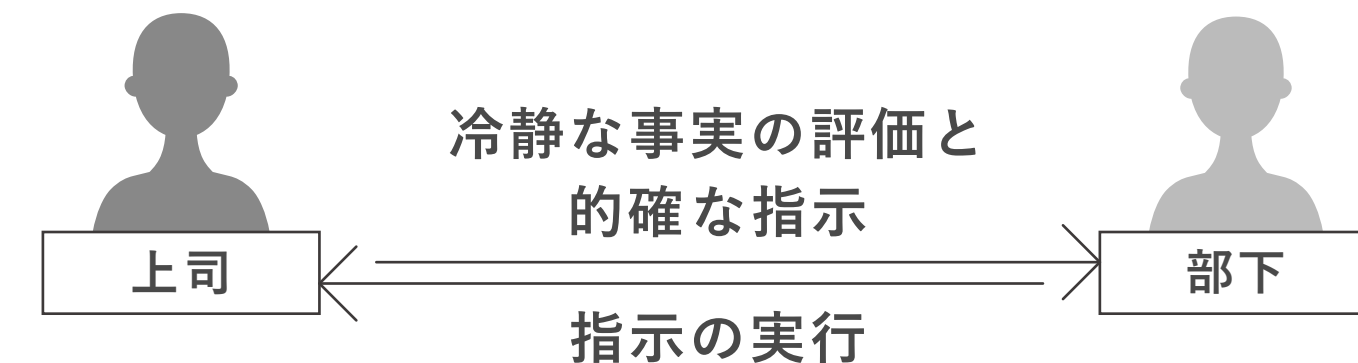 冷静な事実の評価と
的確な指示
上司
部下
指示の実行